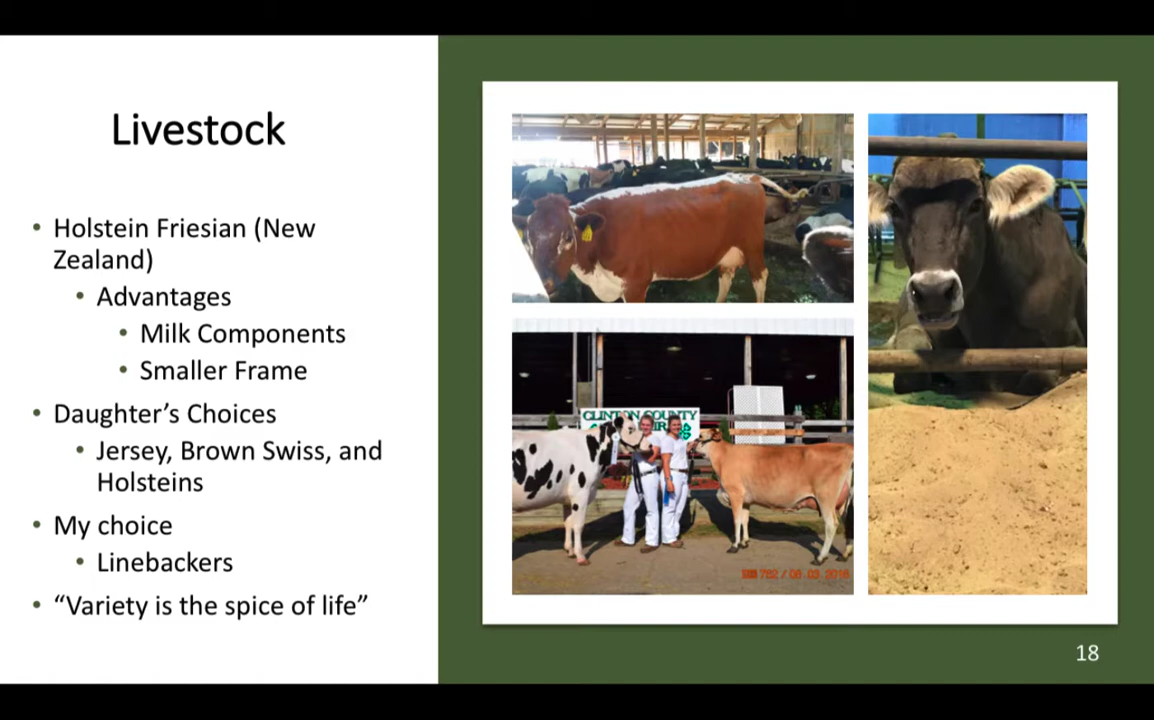 Livestock
• Holstein Friesian (New
Zealand)
• Advantages
• Milk Components
• Smaller Frame
• Daughter’s Choices
• Jersey, Brown Swiss, and
Holsteins
• My choice
• Linebackers
• “Variety is the spice of life”
CLINTON COUNTY
18